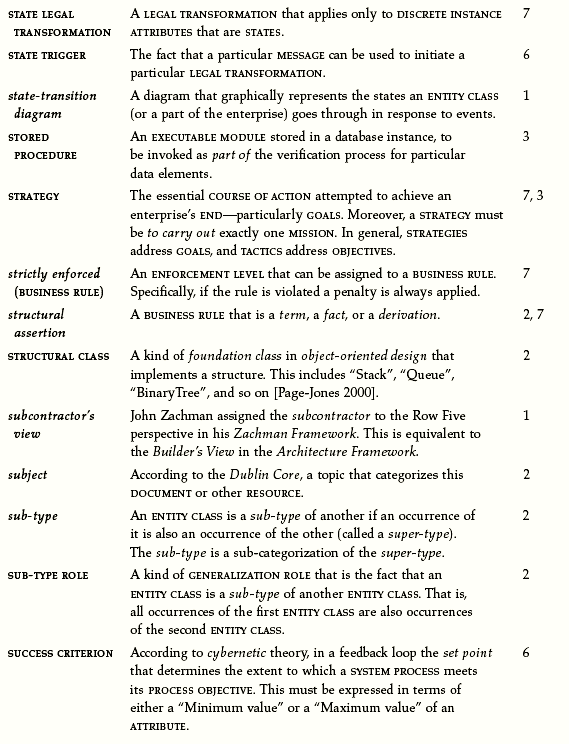 STATE LEGAL TRANSFORMATION A LEGAL TRANSFORMATION that applies only to DISCRETE INSTANCE ATTRIBUTES that are STATES. 7
STATE TRIGGER The fact that a particular MESSAGE can be used to initiate a particular LEGAL TRANSFORMATION. 6
state-transition diagram A diagram that graphically represents the states an ENTITY CLASS (or a part of the enterprise) goes through in response to events. 1
STORED PROCEDURE An EXECUTABLE MODULE stored in a database instance, to be invoked as part of the verification process for particular data elements. 3
STRATEGY The essential COURSE OF ACTION attempted to achieve an enterprise's END—particularly GOALS. Moreover, a STRATEGY must be to carry out exactly one MISSION. In general, STRATEGIES address GOALS, and TACTICS address OBJECTIVES. 7, 3
strictly enforced (BUSINESS RULE) An ENFORCEMENT LEVEL that can be assigned to a BUSINESS RULE. Specifically, if the rule is violated a penalty is always applied. 7
structural assertion A BUSINESS RULE that is a term, a fact, or a derivation. 2, 7
STRUCTURAL CLASS A kind of foundation class in object-oriented design that implements a structure. This includes "Stack", "Queue", "BinaryTree", and so on [Page-Jones 2000]. 2
subcontractor's view John Zachman assigned the subcontractor to the Row Five perspective in his Zachman Framework. This is equivalent to the Builder's View in the Architecture Framework. 1
subject According to the Dublin Core, a topic that categorizes this DOCUMENT or other RESOURCE. 2
sub-type An ENTITY CLASS is a sub-type of another if an occurrence of it is also an occurrence of the other (called a super-type). The sub-type is a sub-categorization of the super-type. 2
SUB-TYPE ROLE A kind of GENERALIZATION ROLE that is the fact that an ENTITY CLASS is a sub-type of another ENTITY CLASS. That is, all occurrences of the first ENTITY CLASS are also occurrences of the second ENTITY CLASS. 2
SUCCESS CRITERION According to cybernetic theory, in a feedback loop the set point that determines the extent to which a SYSTEM PROCESS meets its PROCESS OBJECTIVE. This must be expressed in terms of either a "Minimum value" or a "Maximum value" of an ATTRIBUTE. 6